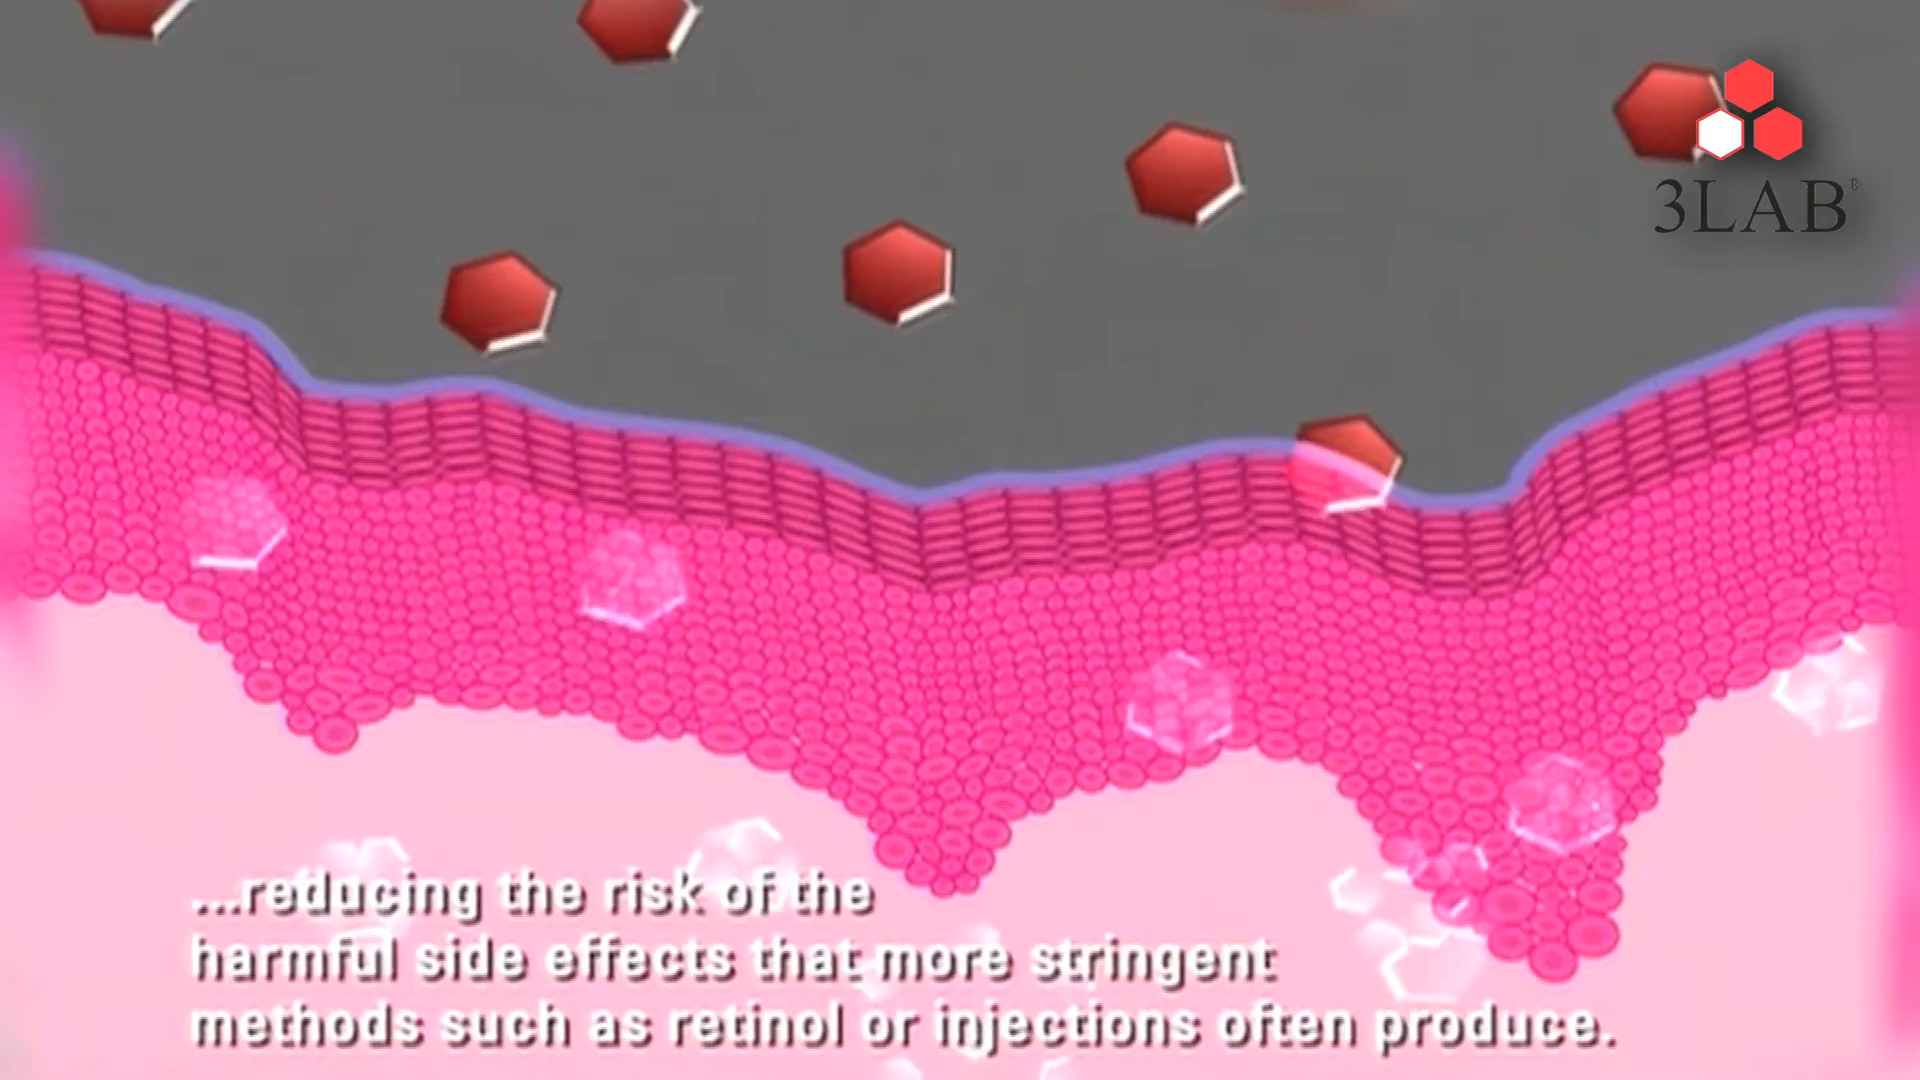 3LAB®
...reducing the risk of the
harmful side effects that more stringent
methods such as retinol or injections often produce.